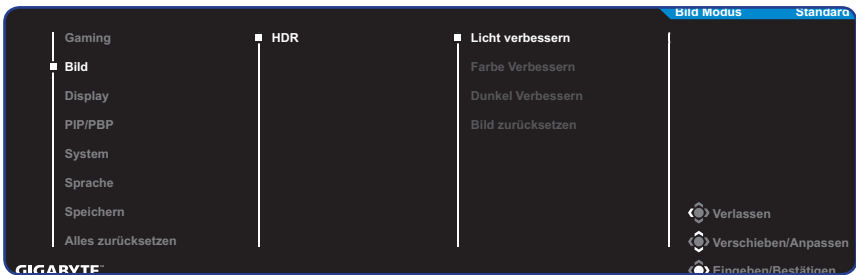 Bild Modus Standard
Gaming HDR Licht verbessern
Bild Farbe Verbessern
Display Dunkel Verbessern
PIP/PBP Bild zurücksetzen
System
Sprache
Speichern Verlassen
Alles zurücksetzen Verschieben/Anpassen
GIGABYTE™ Eingeben/Bestätigen